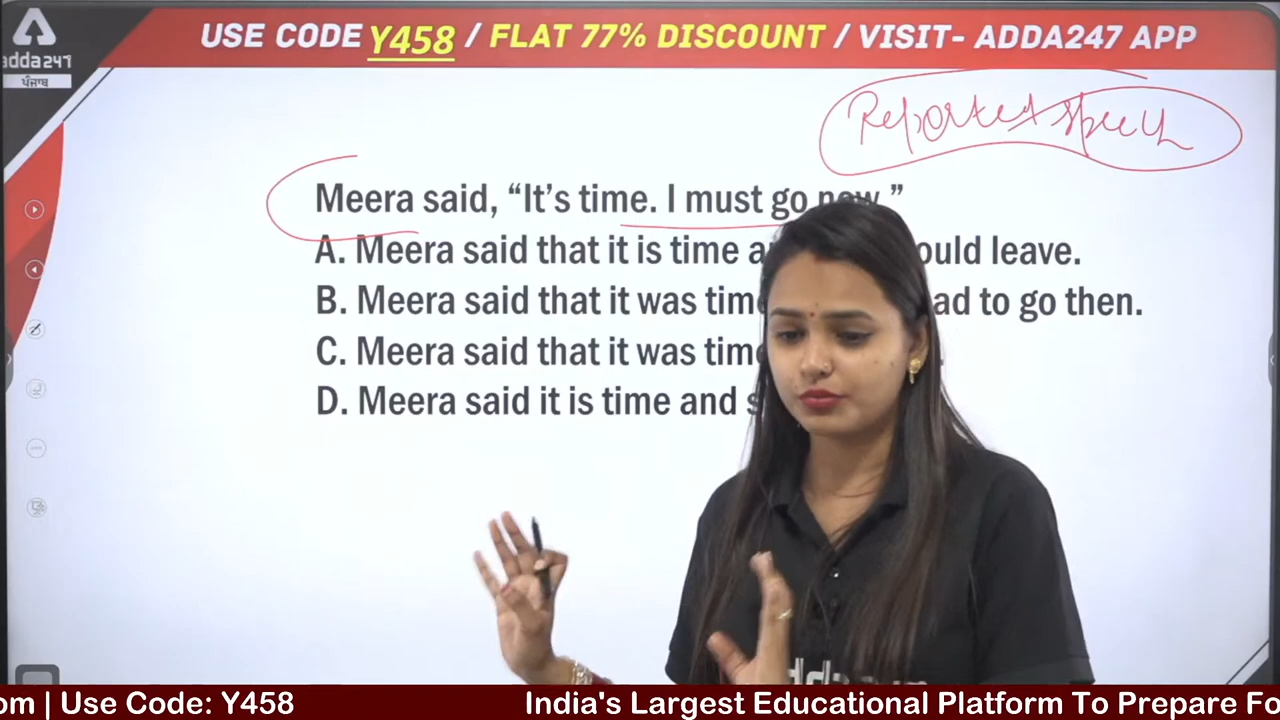 USE CODE Y458 / FLAT 77% DISCOUNT / VISIT- ADDA247 APP
adda247
ਪੰਜਾਬ
Reported speech
Meera said, “It’s time. I must go now.”
A. Meera said that it is time ould leave.
B. Meera said that it was time ad to go then.
C. Meera said that it was time
D. Meera said it is time and
om | Use Code: Y458 India's Largest Educational Platform To Prepare Fo